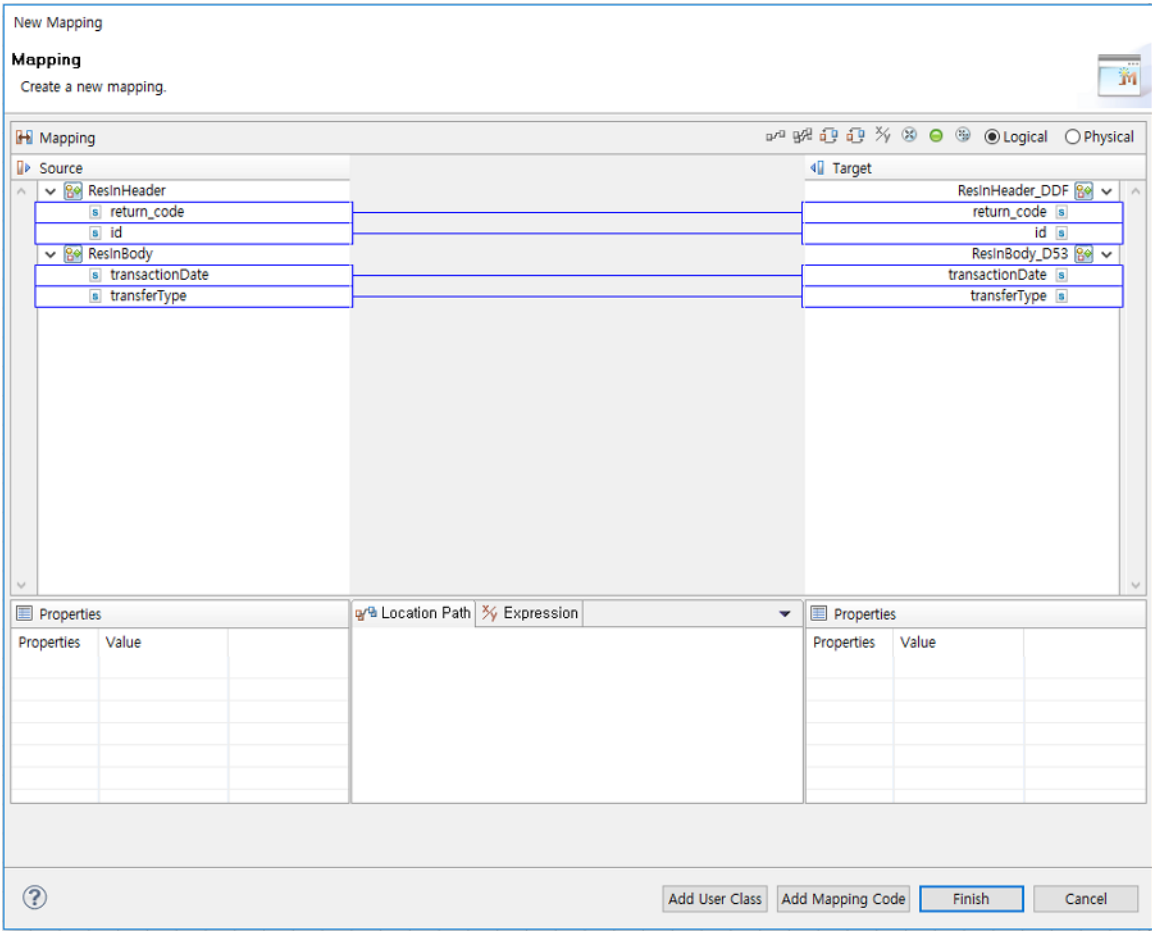 New Mapping
Mapping
Create a new mapping.
Mapping
Logical
Physical
Source
Target
ResInHeader
ResInHeader_DDF
return_code
return_code
id
id
ResInBody
ResInBody_D53
transactionDate
transactionDate
transferType
transferType
Properties
Location Path
Expression
Properties
Properties Value
Properties Value
Add User Class
Add Mapping Code
Finish
Cancel